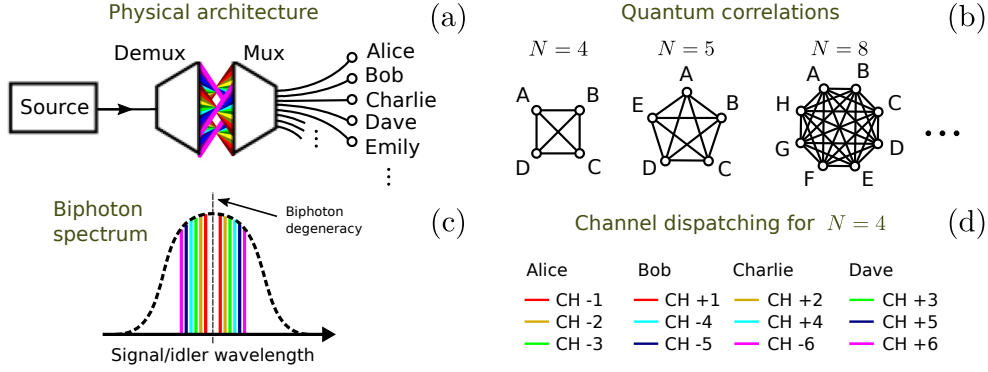 Physical architecture
(a)
Demux
Mux
Source
Alice
Bob
Charlie
Dave
Emily
...
...
Quantum correlations
(b)
N = 4
A
B
D
C
N = 5
A
E
B
D
C
N = 8
A
B
H
C
G
D
F
E
...
Biphoton
spectrum
(c)
Biphoton
degeneracy
Signal/idler wavelength
Channel dispatching for N = 4
(d)
Alice
CH -1
CH -2
CH -3
Bob
CH +1
CH -4
CH -5
Charlie
CH +2
CH +4
CH -6
Dave
CH +3
CH +5
CH +6